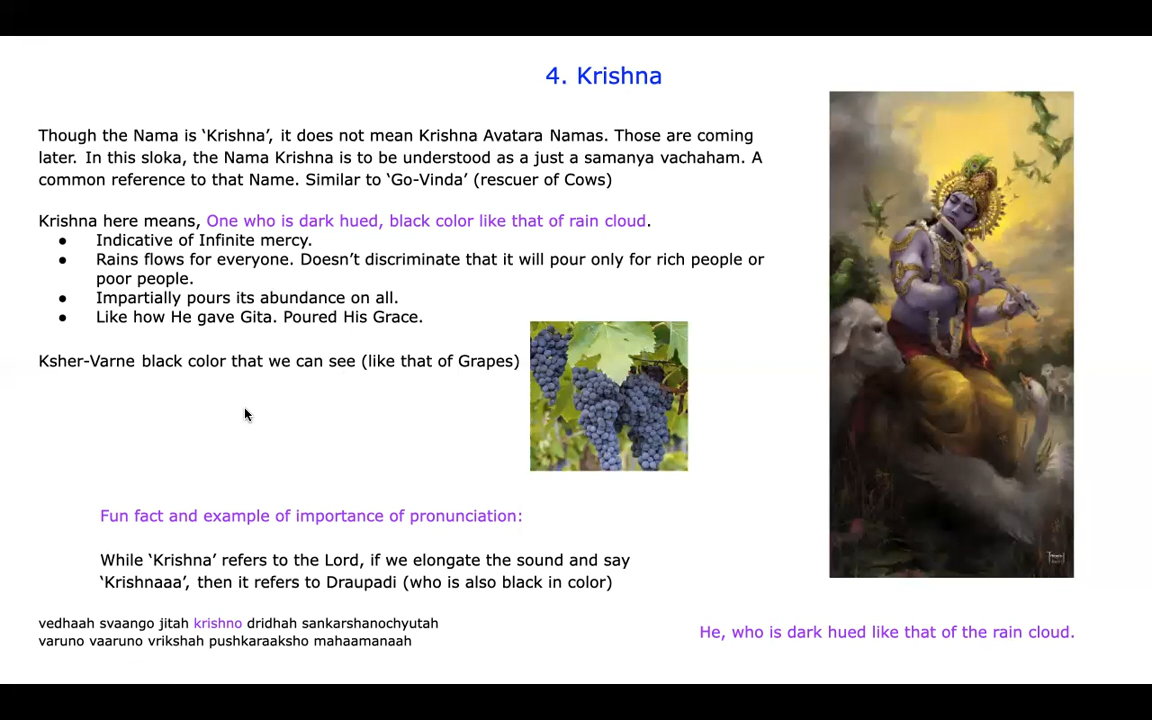 4. Krishna
Though the Nama is ‘Krishna’, it does not mean Krishna Avatara Namas. Those are coming
later. In this sloka, the Nama Krishna is to be understood as a just a samanya vachaham. A
common reference to that Name. Similar to ‘Go-Vinda’ (rescuer of Cows)
Krishna here means, One who is dark hued, black color like that of rain cloud.
● Indicative of Infinite mercy.
● Rains flows for everyone. Doesn’t discriminate that it will pour only for rich people or
poor people.
● Impartially pours its abundance on all.
● Like how He gave Gita. Poured His Grace.
Ksher-Varne black color that we can see (like that of Grapes)
Fun fact and example of importance of pronunciation:
While ‘Krishna’ refers to the Lord, if we elongate the sound and say
‘Krishnaaa’, then it refers to Draupadi (who is also black in color)
vedhaah svaango jitah krishno dridhah sankarshanochyutah
varuno vaaruno vrikshah pushkaraaksho mahaamanaah
He, who is dark hued like that of the rain cloud.